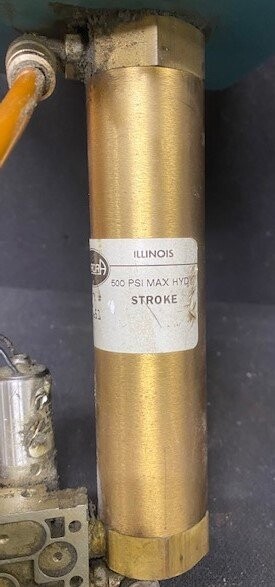 ILLINOIS
500 PSI MAX HYD
STROKE